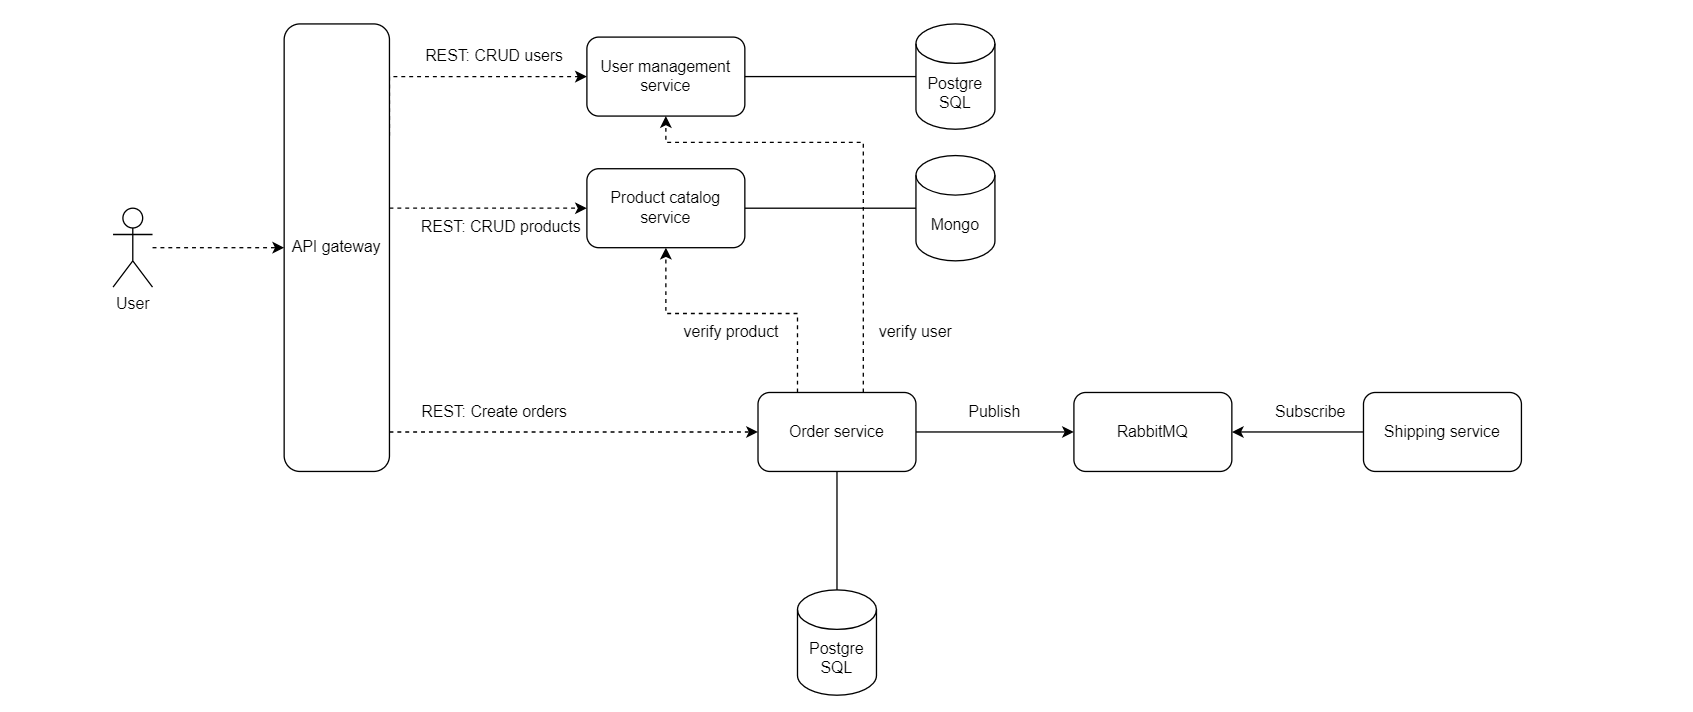 REST: CRUD users
User management
service
Postgre
SQL
Product catalog
service
REST: CRUD products
Mongo
API gateway
User
verify product
verify user
REST: Create orders
Order service
Publish
RabbitMQ
Subscribe
Shipping service
Postgre
SQL